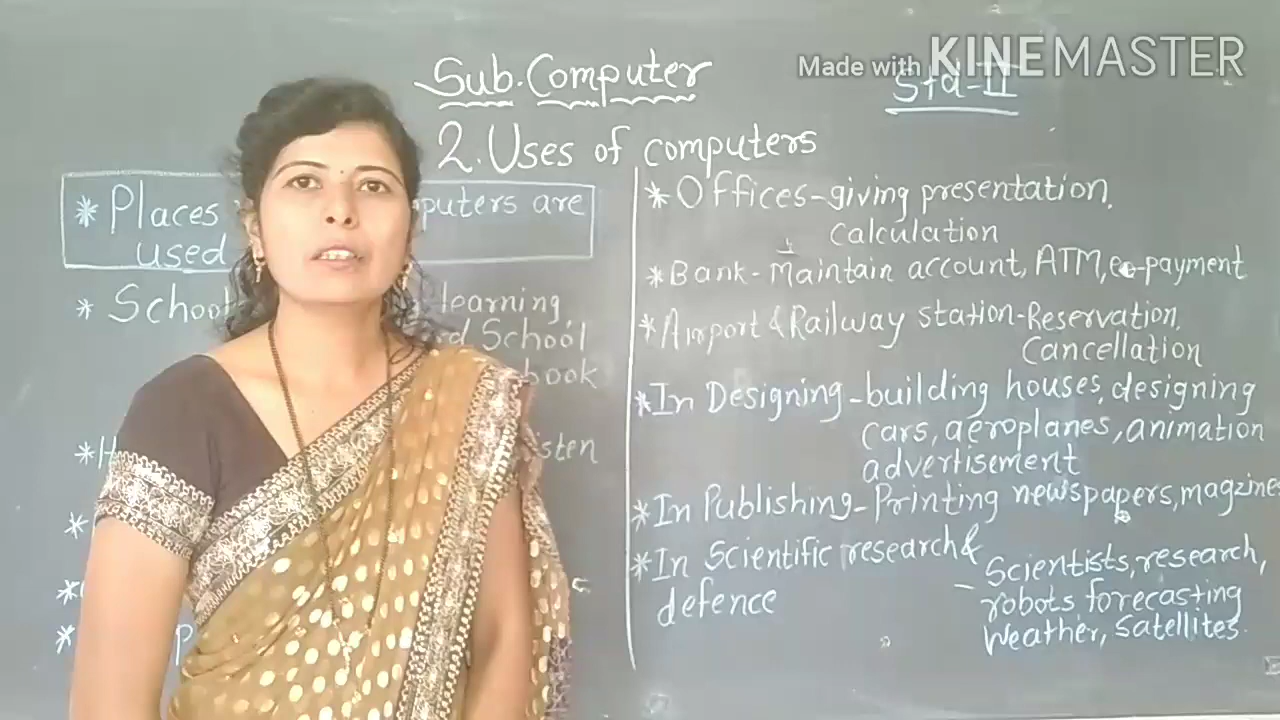 Made with KINEMASTER
Sub. Computer
Std-II
2. Uses of computers
* Places
are
used
* School
learning
School
book
* Offices-giving presentation,
Calculation
* Bank- Maintain account, ATM, e-payment
* Airport & Railway station-Reservation,
Cancellation
* In Designing-building houses, designing
cars, aeroplanes, animation
advertisement
* In Publishing-Printing newspapers, magzines
* In Scientific research &
defence
- Scientists, research,
robots, forecasting
Weather, Satellites.